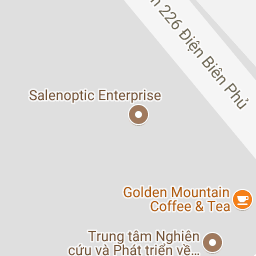 226 Điện Biên Phủ
Salenoptic Enterprise
Golden Mountain
Coffee & Tea
Trung tâm Nghiên
cứu và Phát triển về...